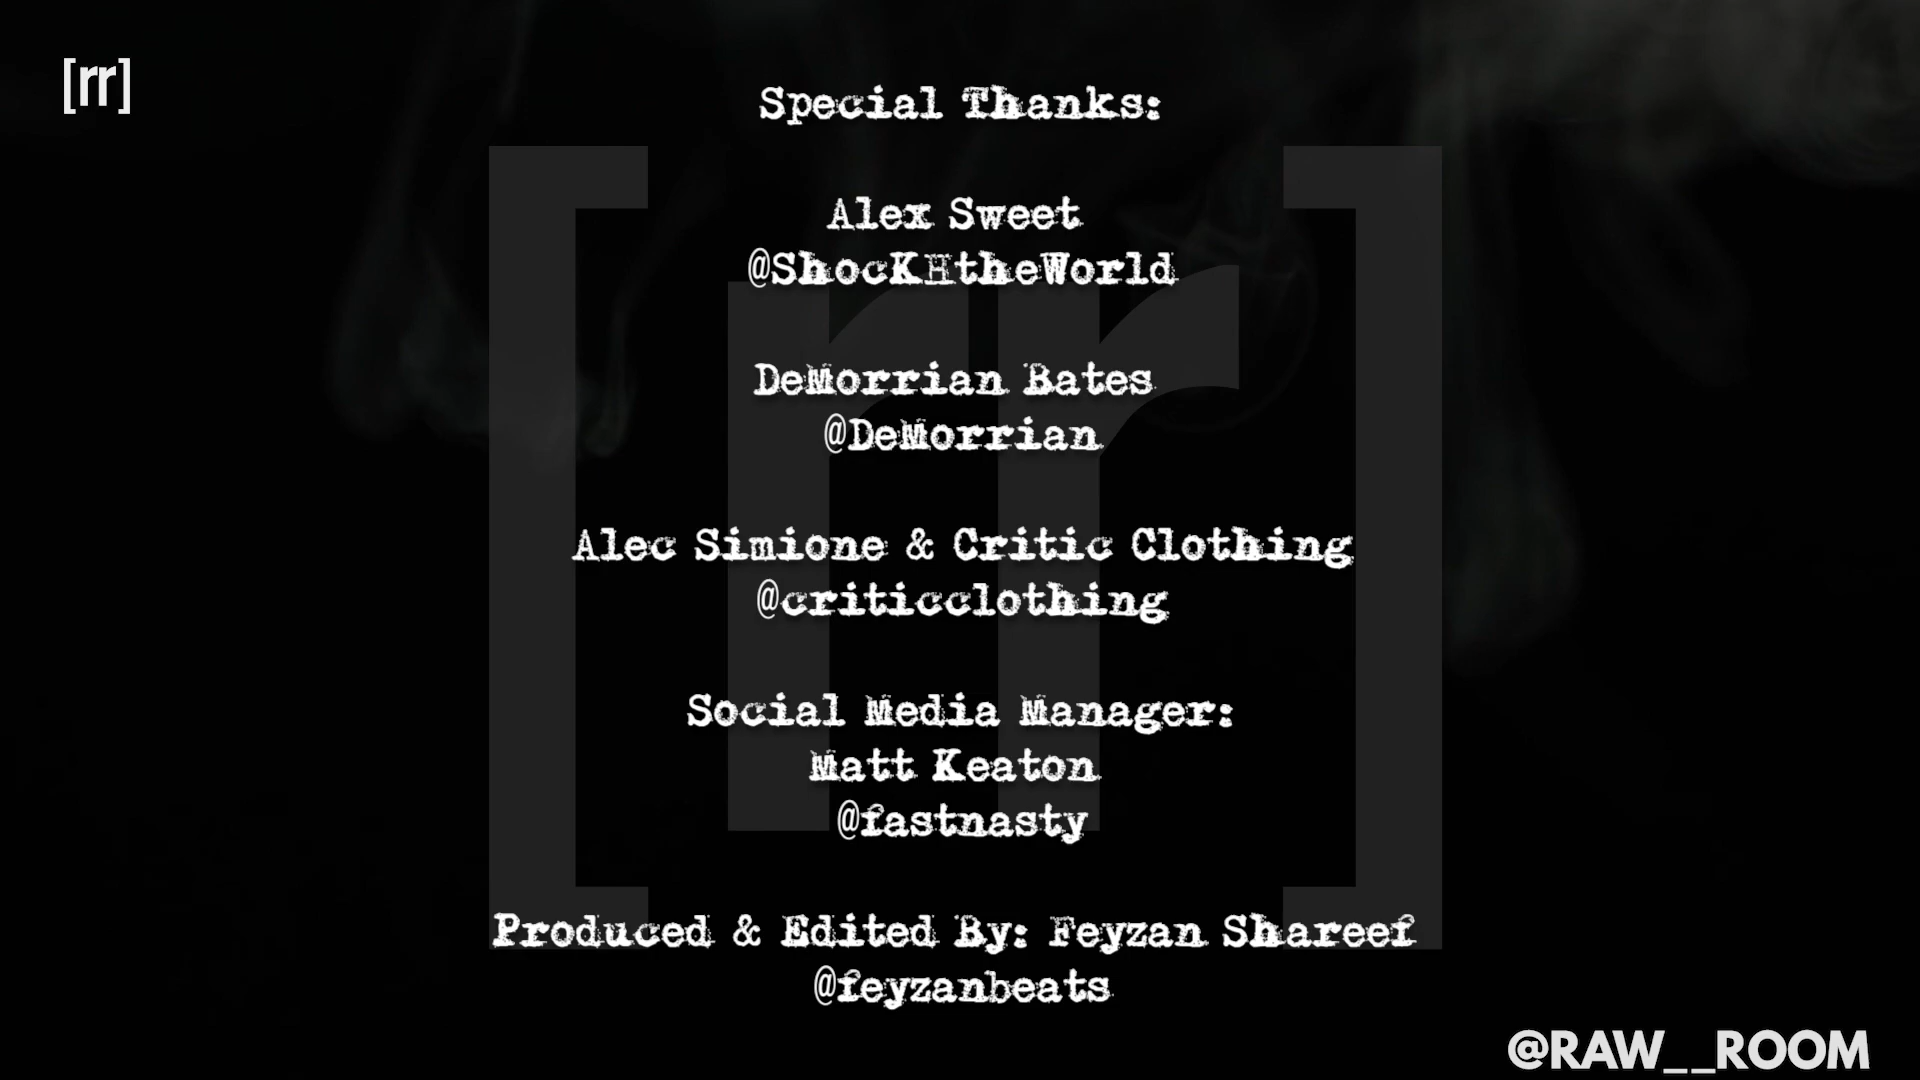 [rr]
Special Thanks:
Alex Sweet
@ShocKHtheWorld
DeMorrian Bates
@DeMorrian
Alec Simione & Critic Clothing
@criticclothing
Social Media Manager:
Matt Keaton
@fastnasty
Produced & Edited By: Feyzan Shareef
@feyzanbeats
@RAW__ROOM
[rr]